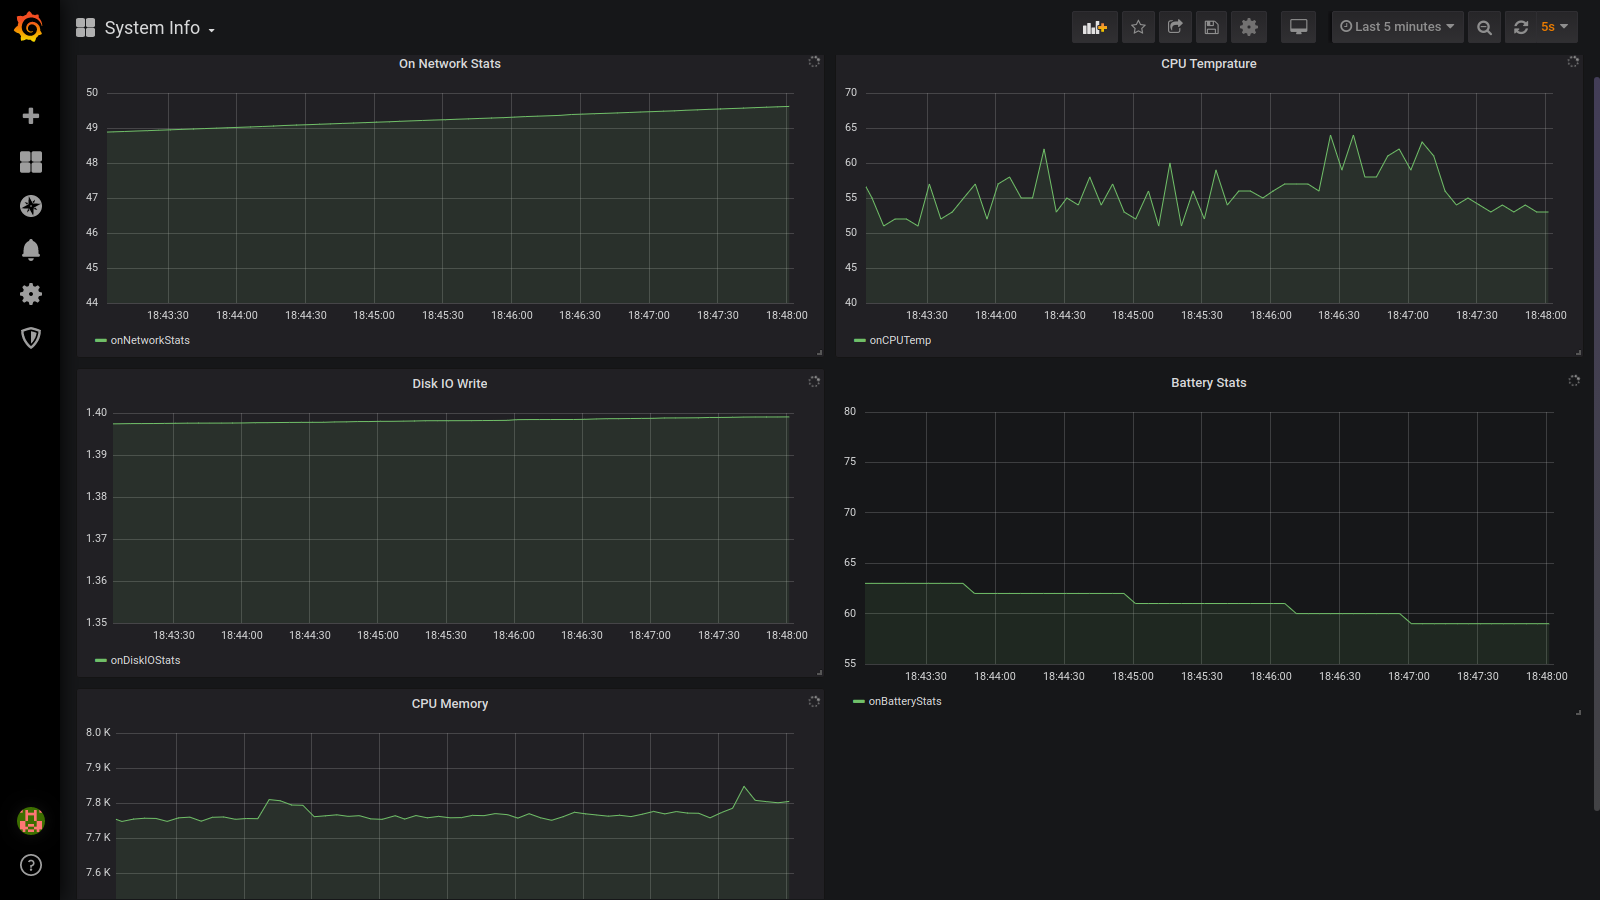 System Info
Last 5 minutes
5s
On Network Stats
50
49
48
47
46
45
44
18:43:30 18:44:00 18:44:30 18:45:00 18:45:30 18:46:00 18:46:30 18:47:00 18:47:30 18:48:00
onNetworkStats
CPU Temprature
70
65
60
55
50
45
40
18:43:30 18:44:00 18:44:30 18:45:00 18:45:30 18:46:00 18:46:30 18:47:00 18:47:30 18:48:00
onCPUTemp
Disk IO Write
1.40
1.39
1.38
1.37
1.36
1.35
18:43:30 18:44:00 18:44:30 18:45:00 18:45:30 18:46:00 18:46:30 18:47:00 18:47:30 18:48:00
onDiskIOStats
Battery Stats
80
75
70
65
60
55
18:43:30 18:44:00 18:44:30 18:45:00 18:45:30 18:46:00 18:46:30 18:47:00 18:47:30 18:48:00
onBatteryStats
CPU Memory
8.0 K
7.9 K
7.8 K
7.7 K
7.6 K
?